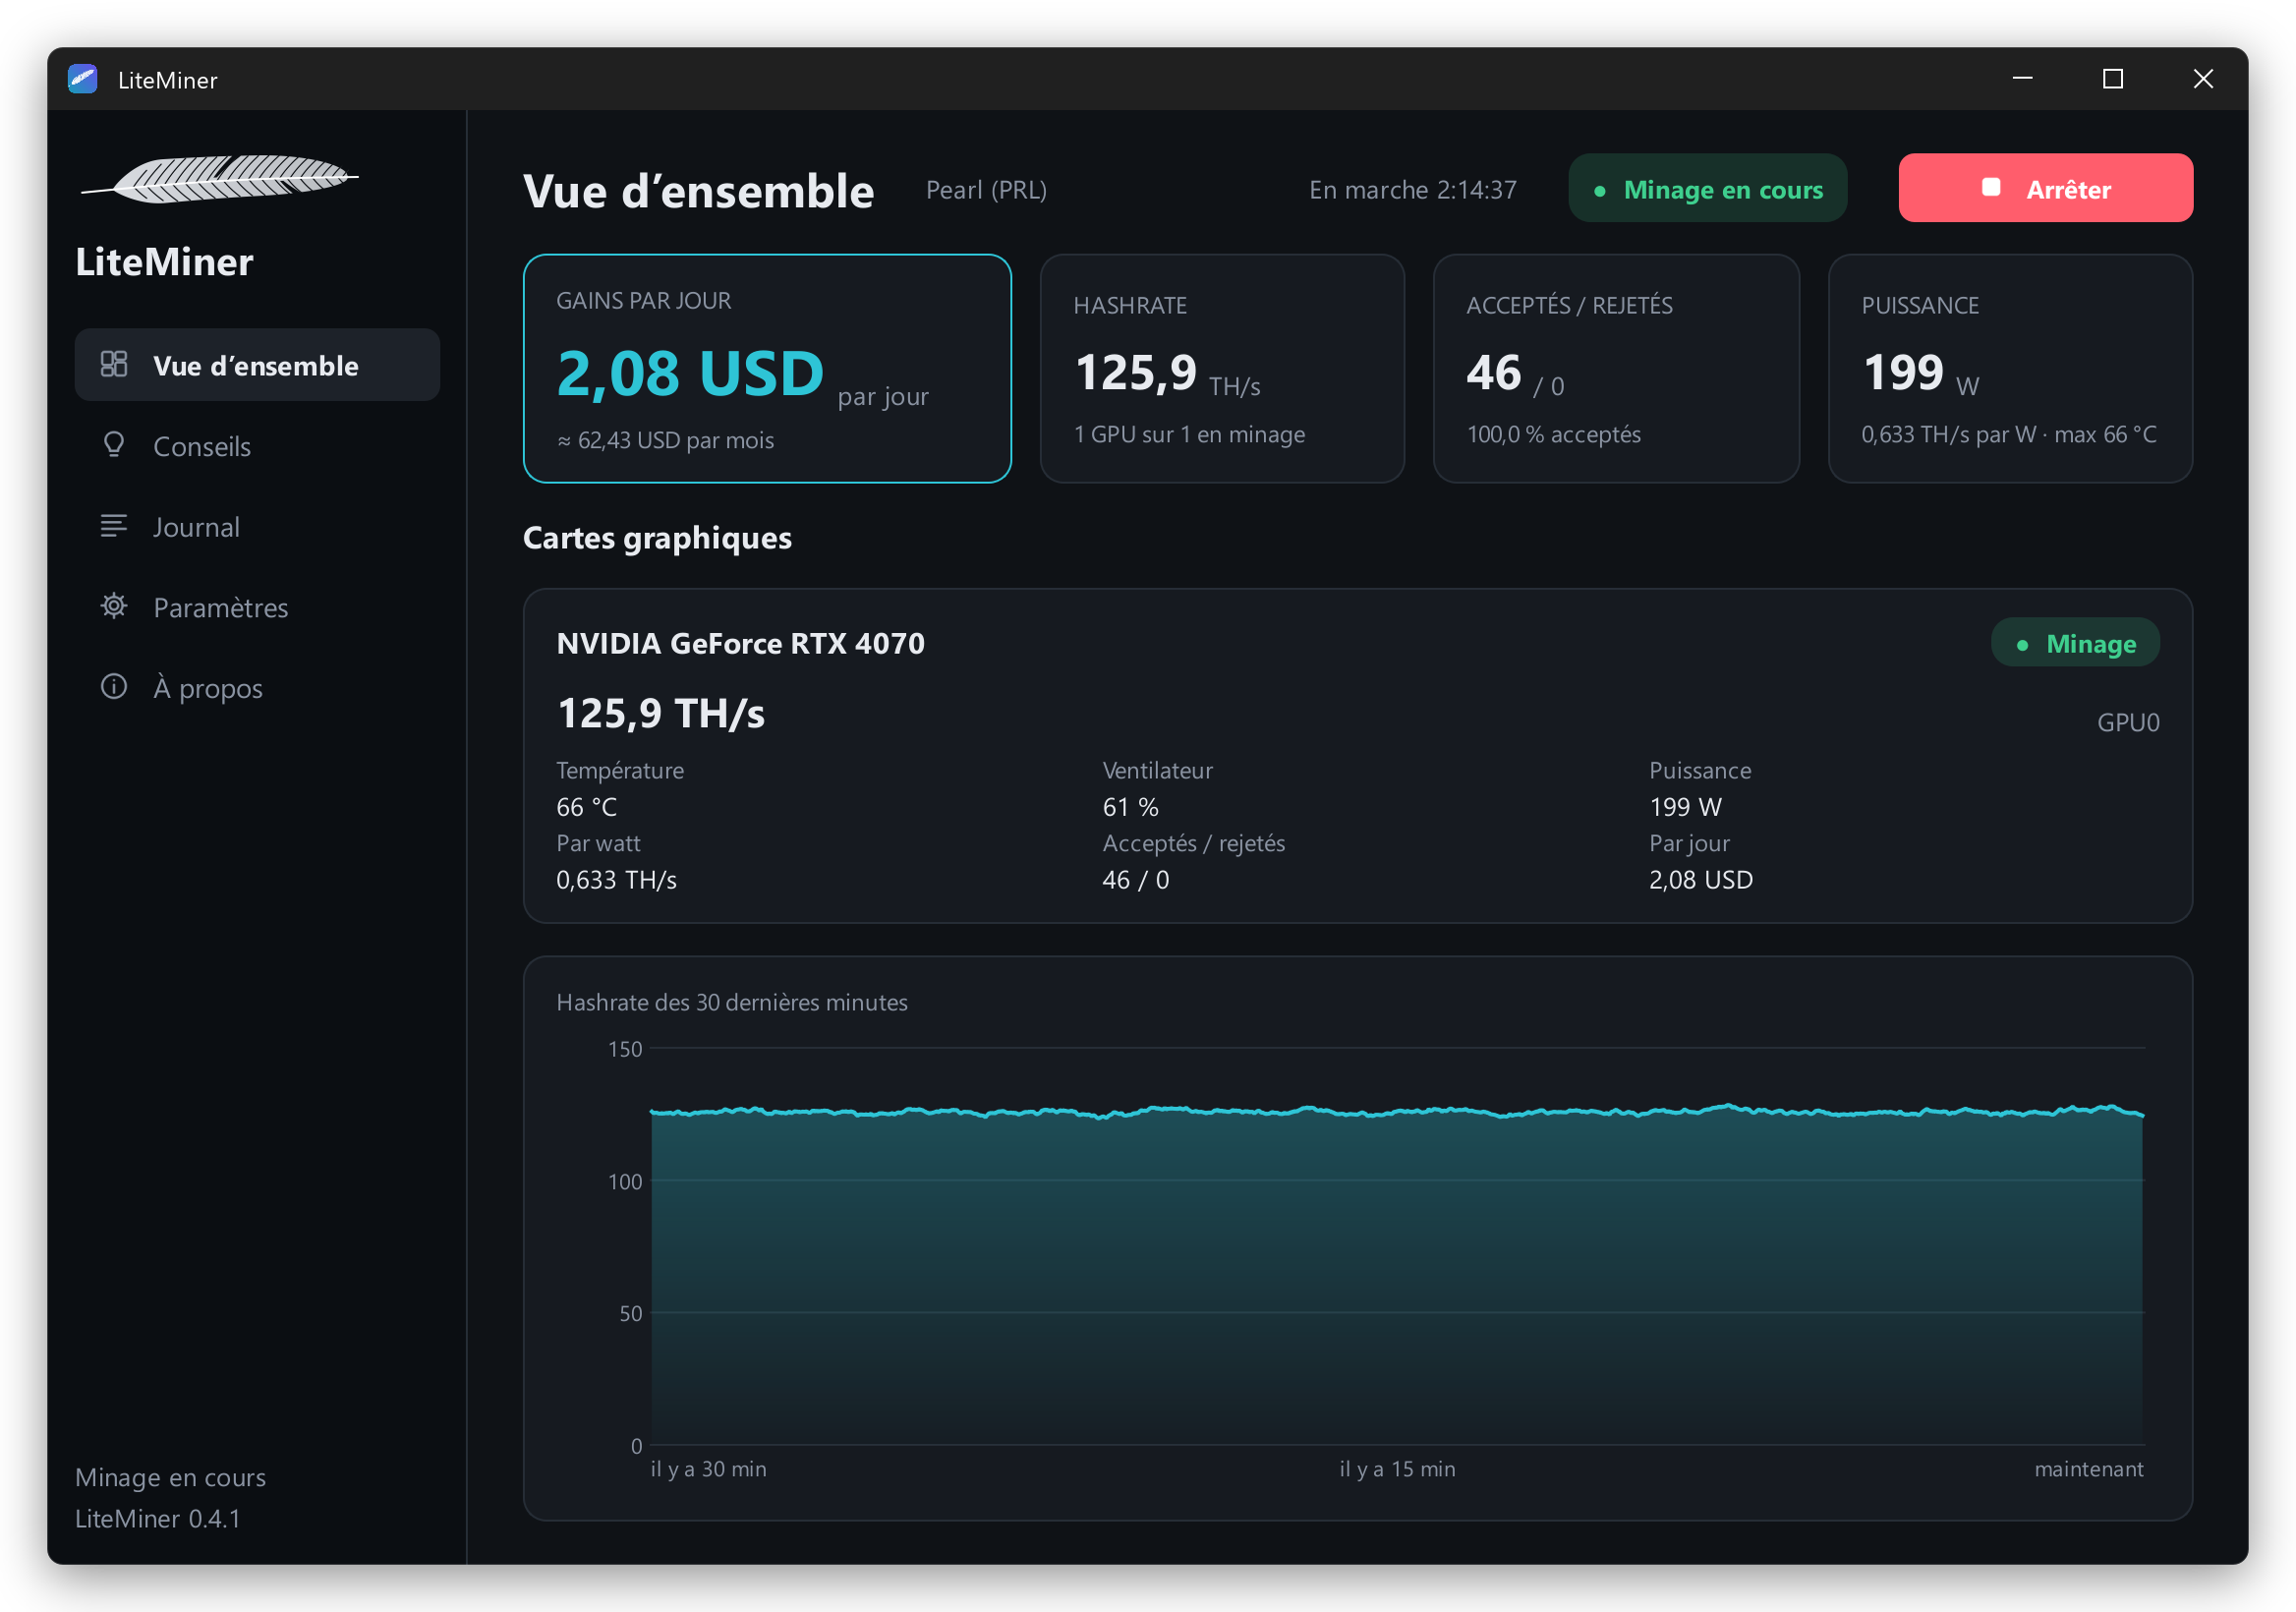 LiteMiner
LiteMiner
Vue d’ensemble
Conseils
Journal
Paramètres
À propos
Minage en cours
LiteMiner 0.4.1
Vue d’ensemble Pearl (PRL) En marche 2:14:37 Minage en cours Arrêter
GAINS PAR JOUR
2,08 USD par jour
≈ 62,43 USD par mois
HASHRATE
125,9 TH/s
1 GPU sur 1 en minage
ACCEPTÉS / REJETÉS
46 / 0
100,0 % acceptés
PUISSANCE
199 W
0,633 TH/s par W · max 66 °C
Cartes graphiques
NVIDIA GeForce RTX 4070 Minage
125,9 TH/s GPU0
Température Ventilateur Puissance
66 °C 61 % 199 W
Par watt Acceptés / rejetés Par jour
0,633 TH/s 46 / 0 2,08 USD
Hashrate des 30 dernières minutes
150
100
50
0
il y a 30 min il y a 15 min maintenant